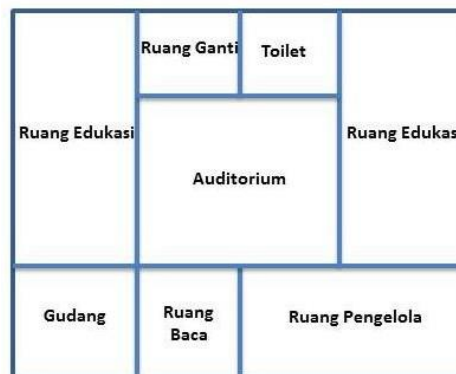 Ruang Ganti
Toilet
Ruang Edukasi
Ruang Edukas
Auditorium
Gudang
Ruang
Baca
Ruang Pengelola